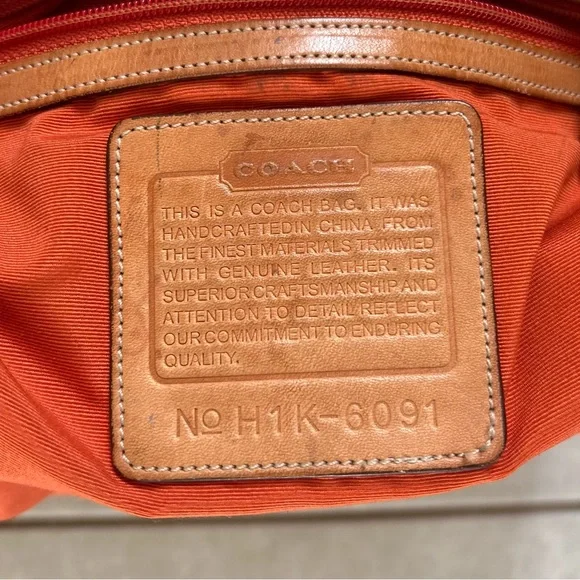 COACH
THIS IS A COACH BAG. IT WAS
HANDCRAFTEDIN CHINA FROM
THE FINEST MATERIALS TRIMMED
WITH GENUINE LEATHER. ITS
SUPERIOR CRAFTSMANSHIP AND
ATTENTION TO DETAIL REFLECT
OUR COMMITMENT TO ENDURING
QUALITY.
No H1K-6091